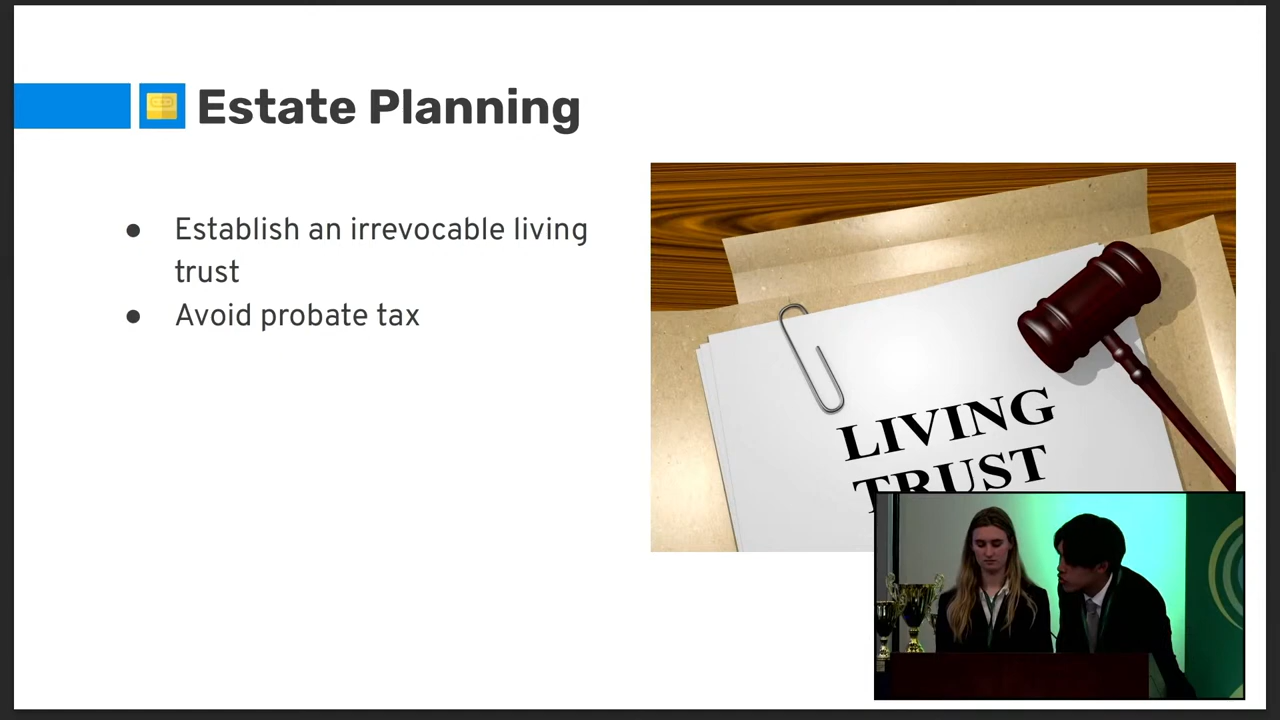 Estate Planning
● Establish an irrevocable living
trust
● Avoid probate tax
LIVING
TRUST